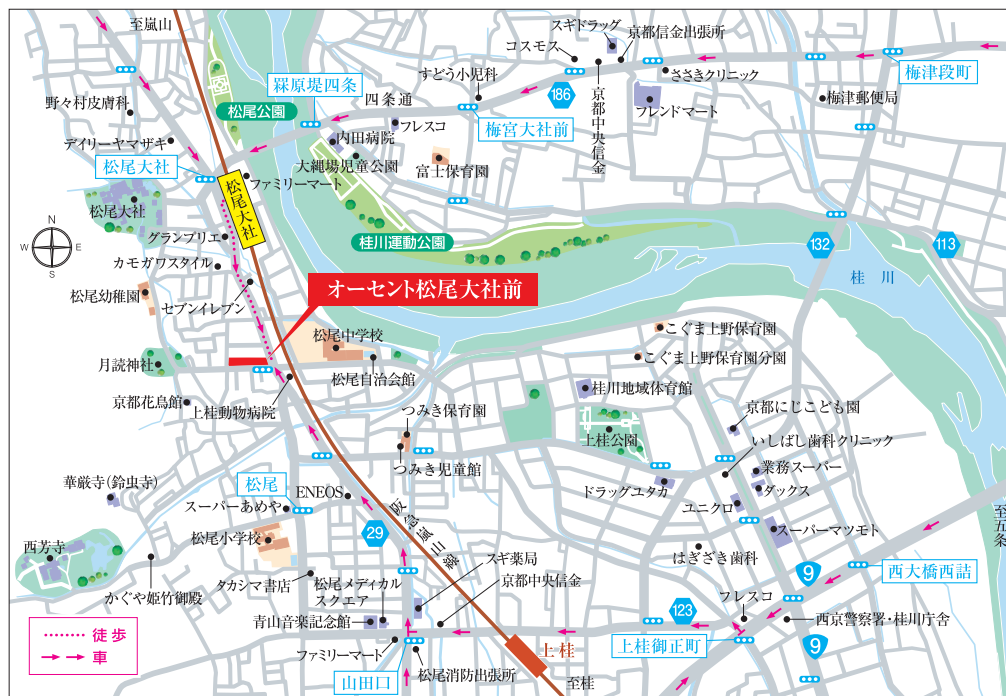 至嵐山
スギドラッグ
京都信金出張所
コスモス
京都中央信金
ささきクリニック
梅津段町
すどう小児科
186
罧原堤四条
四条通
梅宮大社前
フレンドマート
梅津郵便局
野々村皮膚科
松尾公園
内田病院
フレスコ
デイリーヤマザキ
大縄場児童公園
富士保育園
松尾大社
ファミリーマート
松尾大社
松尾大社
N
W
E
S
グランプリエ
桂川運動公園
132
113
カモガワスタイル
桂川
松尾幼稚園
セブンイレブン
オーセント松尾大社前
こぐま上野保育園
松尾中学校
こぐま上野保育園分園
月読神社
松尾自治会館
京都花鳥館
上桂動物病院
桂川地域体育館
つみき保育園
京都にじこども園
上桂公園
いしばし歯科クリニック
つみき児童館
業務スーパー
華厳寺(鈴虫寺)
松尾
ENEOS
ドラッグユタカ
ダックス
スーパーあめや
ユニクロ
至五条
29
阪急嵐山線
スーパーマツモト
松尾小学校
西芳寺
はぎざき歯科
スギ薬局
9
西大橋西詰
かぐや姫竹御殿
タカシマ書店
松尾メディカル
スクエア
京都中央信金
フレスコ
123
青山音楽記念館
西京警察署・桂川庁舎
徒歩
車
ファミリーマート
上桂
上桂御正町
9
山田口
松尾消防出張所
至桂